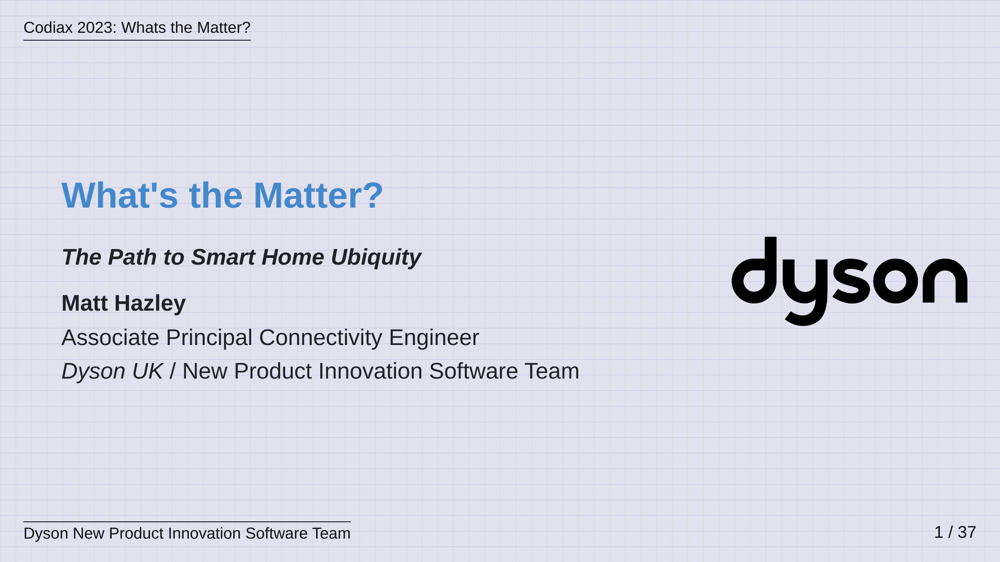 Codiax 2023: Whats the Matter?
What's the Matter?
The Path to Smart Home Ubiquity
Matt Hazley
Associate Principal Connectivity Engineer
Dyson UK / New Product Innovation Software Team
dyson
Dyson New Product Innovation Software Team
1 / 37